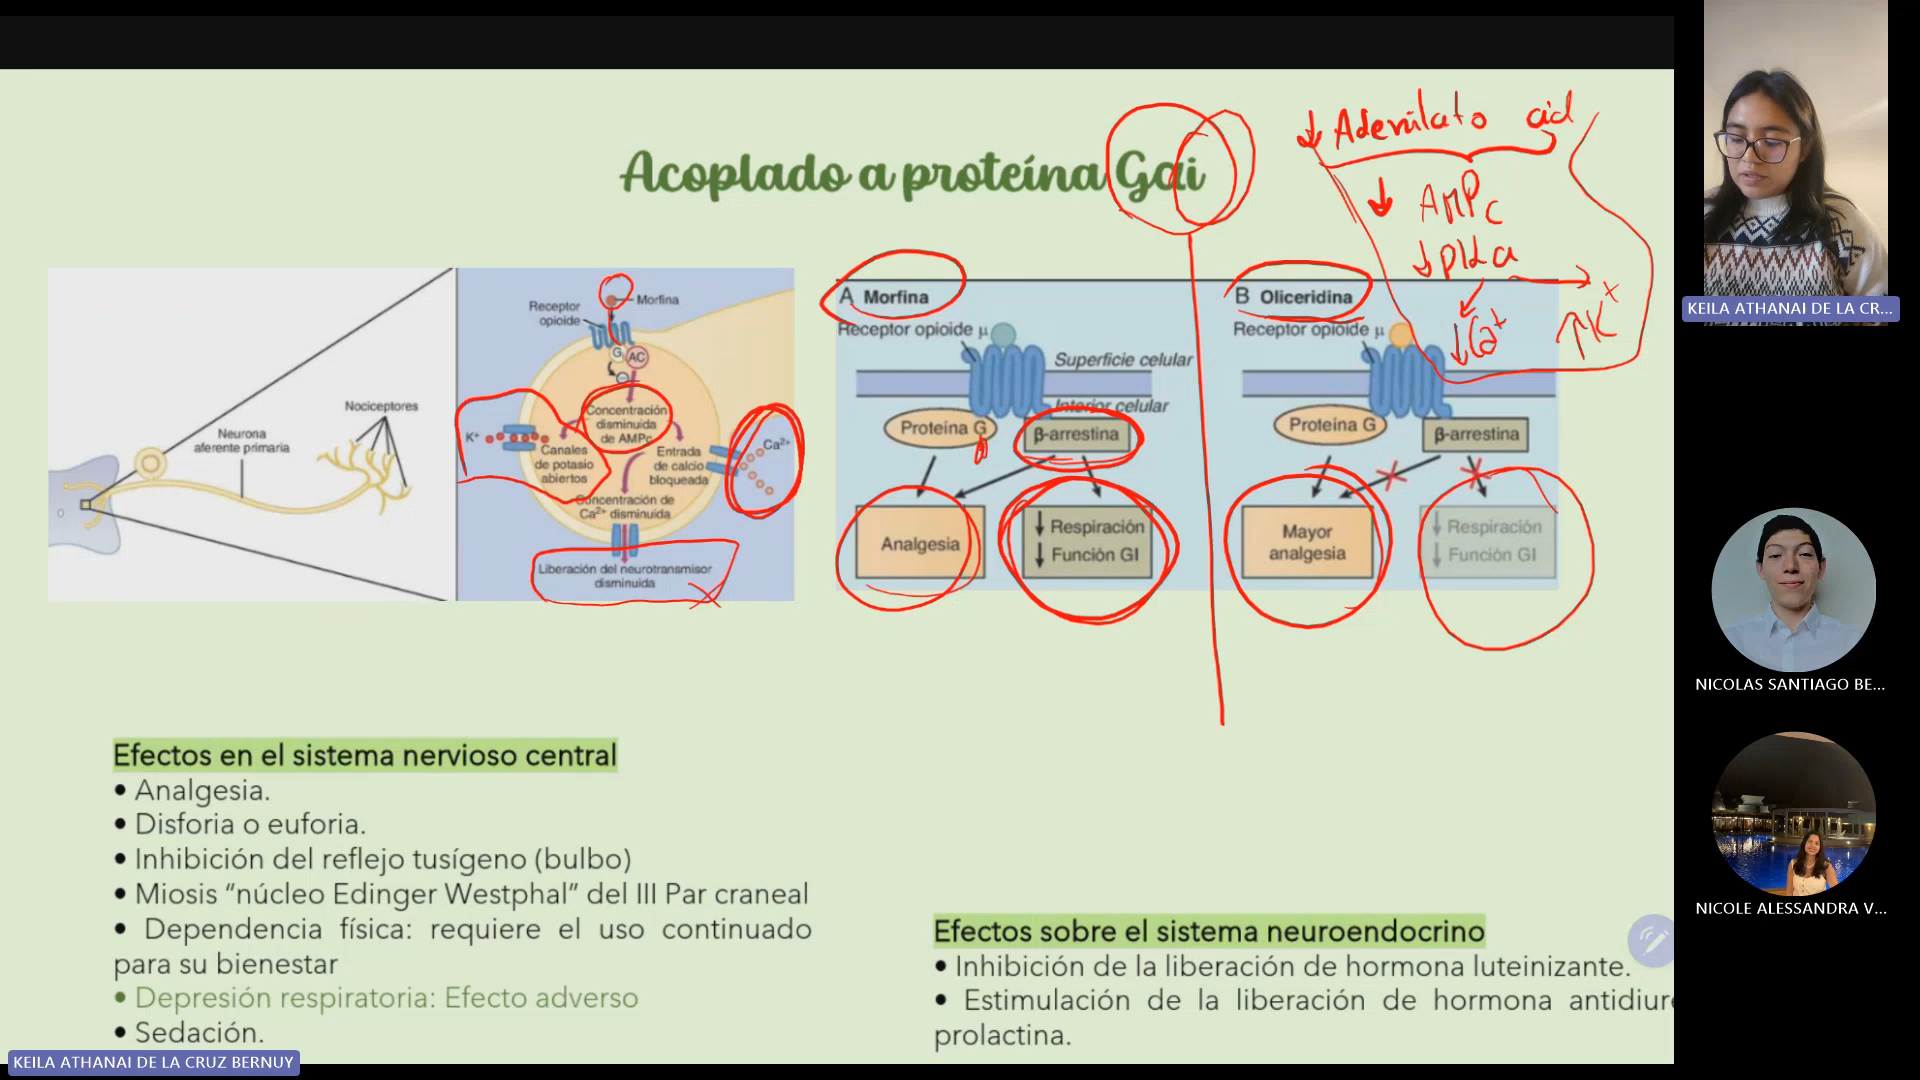 Acoplado a proteína Gαi
↓ Adenilato cicl
↓ AMPc
↓ PKa
↓ Ca+
↑K+
Nociceptores
Neurona
aferente primaria
Receptor
opioide
Morfina
G
AC
Concentración
disminuida
de AMPc
K+
Canales
de potasio
abiertos
Entrada
de calcio
bloqueada
Ca2+
Concentración de
Ca2+ disminuida
Liberación del neurotransmisor
disminuida
A Morfina
Receptor opioide μ
Superficie celular
Interior celular
Proteína G
β-arrestina
Analgesia
↓ Respiración
↓ Función GI
B Oliceridina
Receptor opioide μ
Proteína G
β-arrestina
Mayor
analgesia
↓ Respiración
↓ Función GI
Efectos en el sistema nervioso central
• Analgesia.
• Disforia o euforia.
• Inhibición del reflejo tusígeno (bulbo)
• Miosis “núcleo Edinger Westphal” del III Par craneal
• Dependencia física: requiere el uso continuado
para su bienestar
• Depresión respiratoria: Efecto adverso
• Sedación.
Efectos sobre el sistema neuroendocrino
• Inhibición de la liberación de hormona luteinizante.
• Estimulación de la liberación de hormona antidiur
prolactina.
KEILA ATHANAI DE LA CRUZ BERNUY
KEILA ATHANAI DE LA CR...
NICOLAS SANTIAGO BE...
NICOLE ALESSANDRA V...